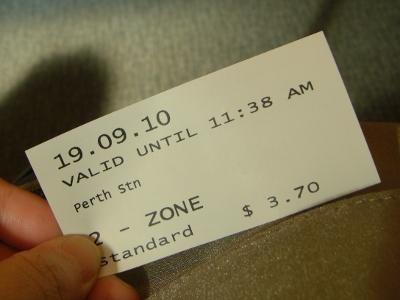 19.09.10
VALID UNTIL 11:38 AM
Perth Stn
2 - ZONE $ 3.70
standard